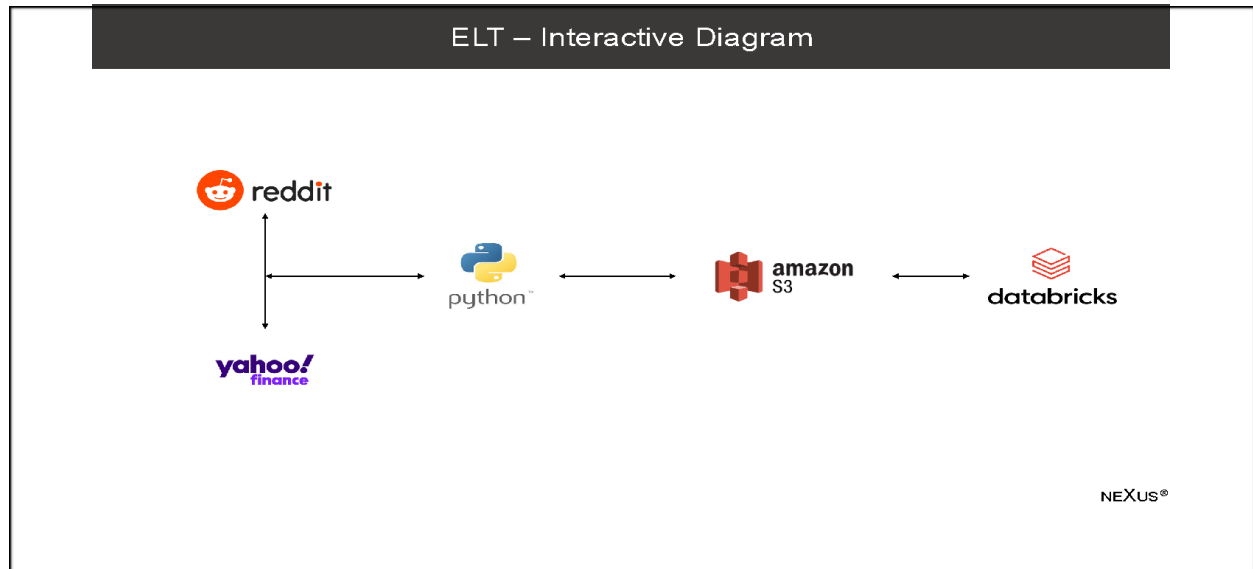 ELT – Interactive Diagram
reddit
python™
amazon
S3
databricks
yahoo!
finance
NEXUS®